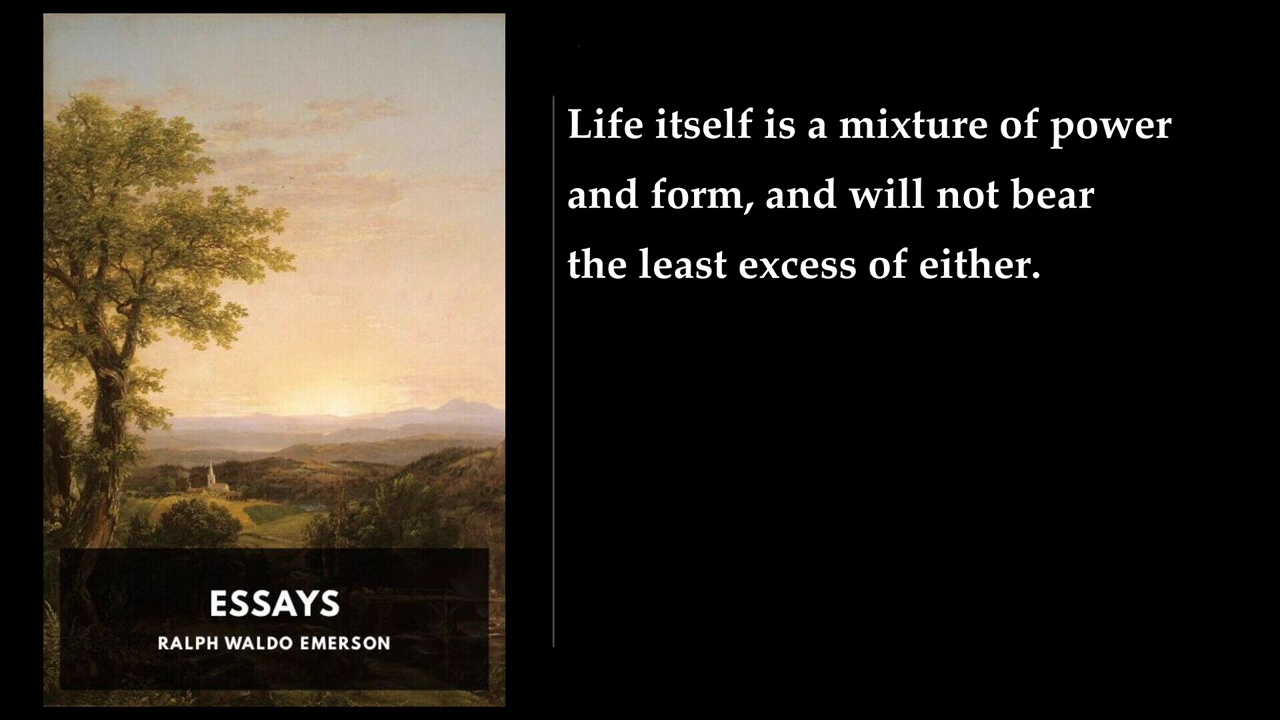 Life itself is a mixture of power
and form, and will not bear
the least excess of either.
ESSAYS
RALPH WALDO EMERSON